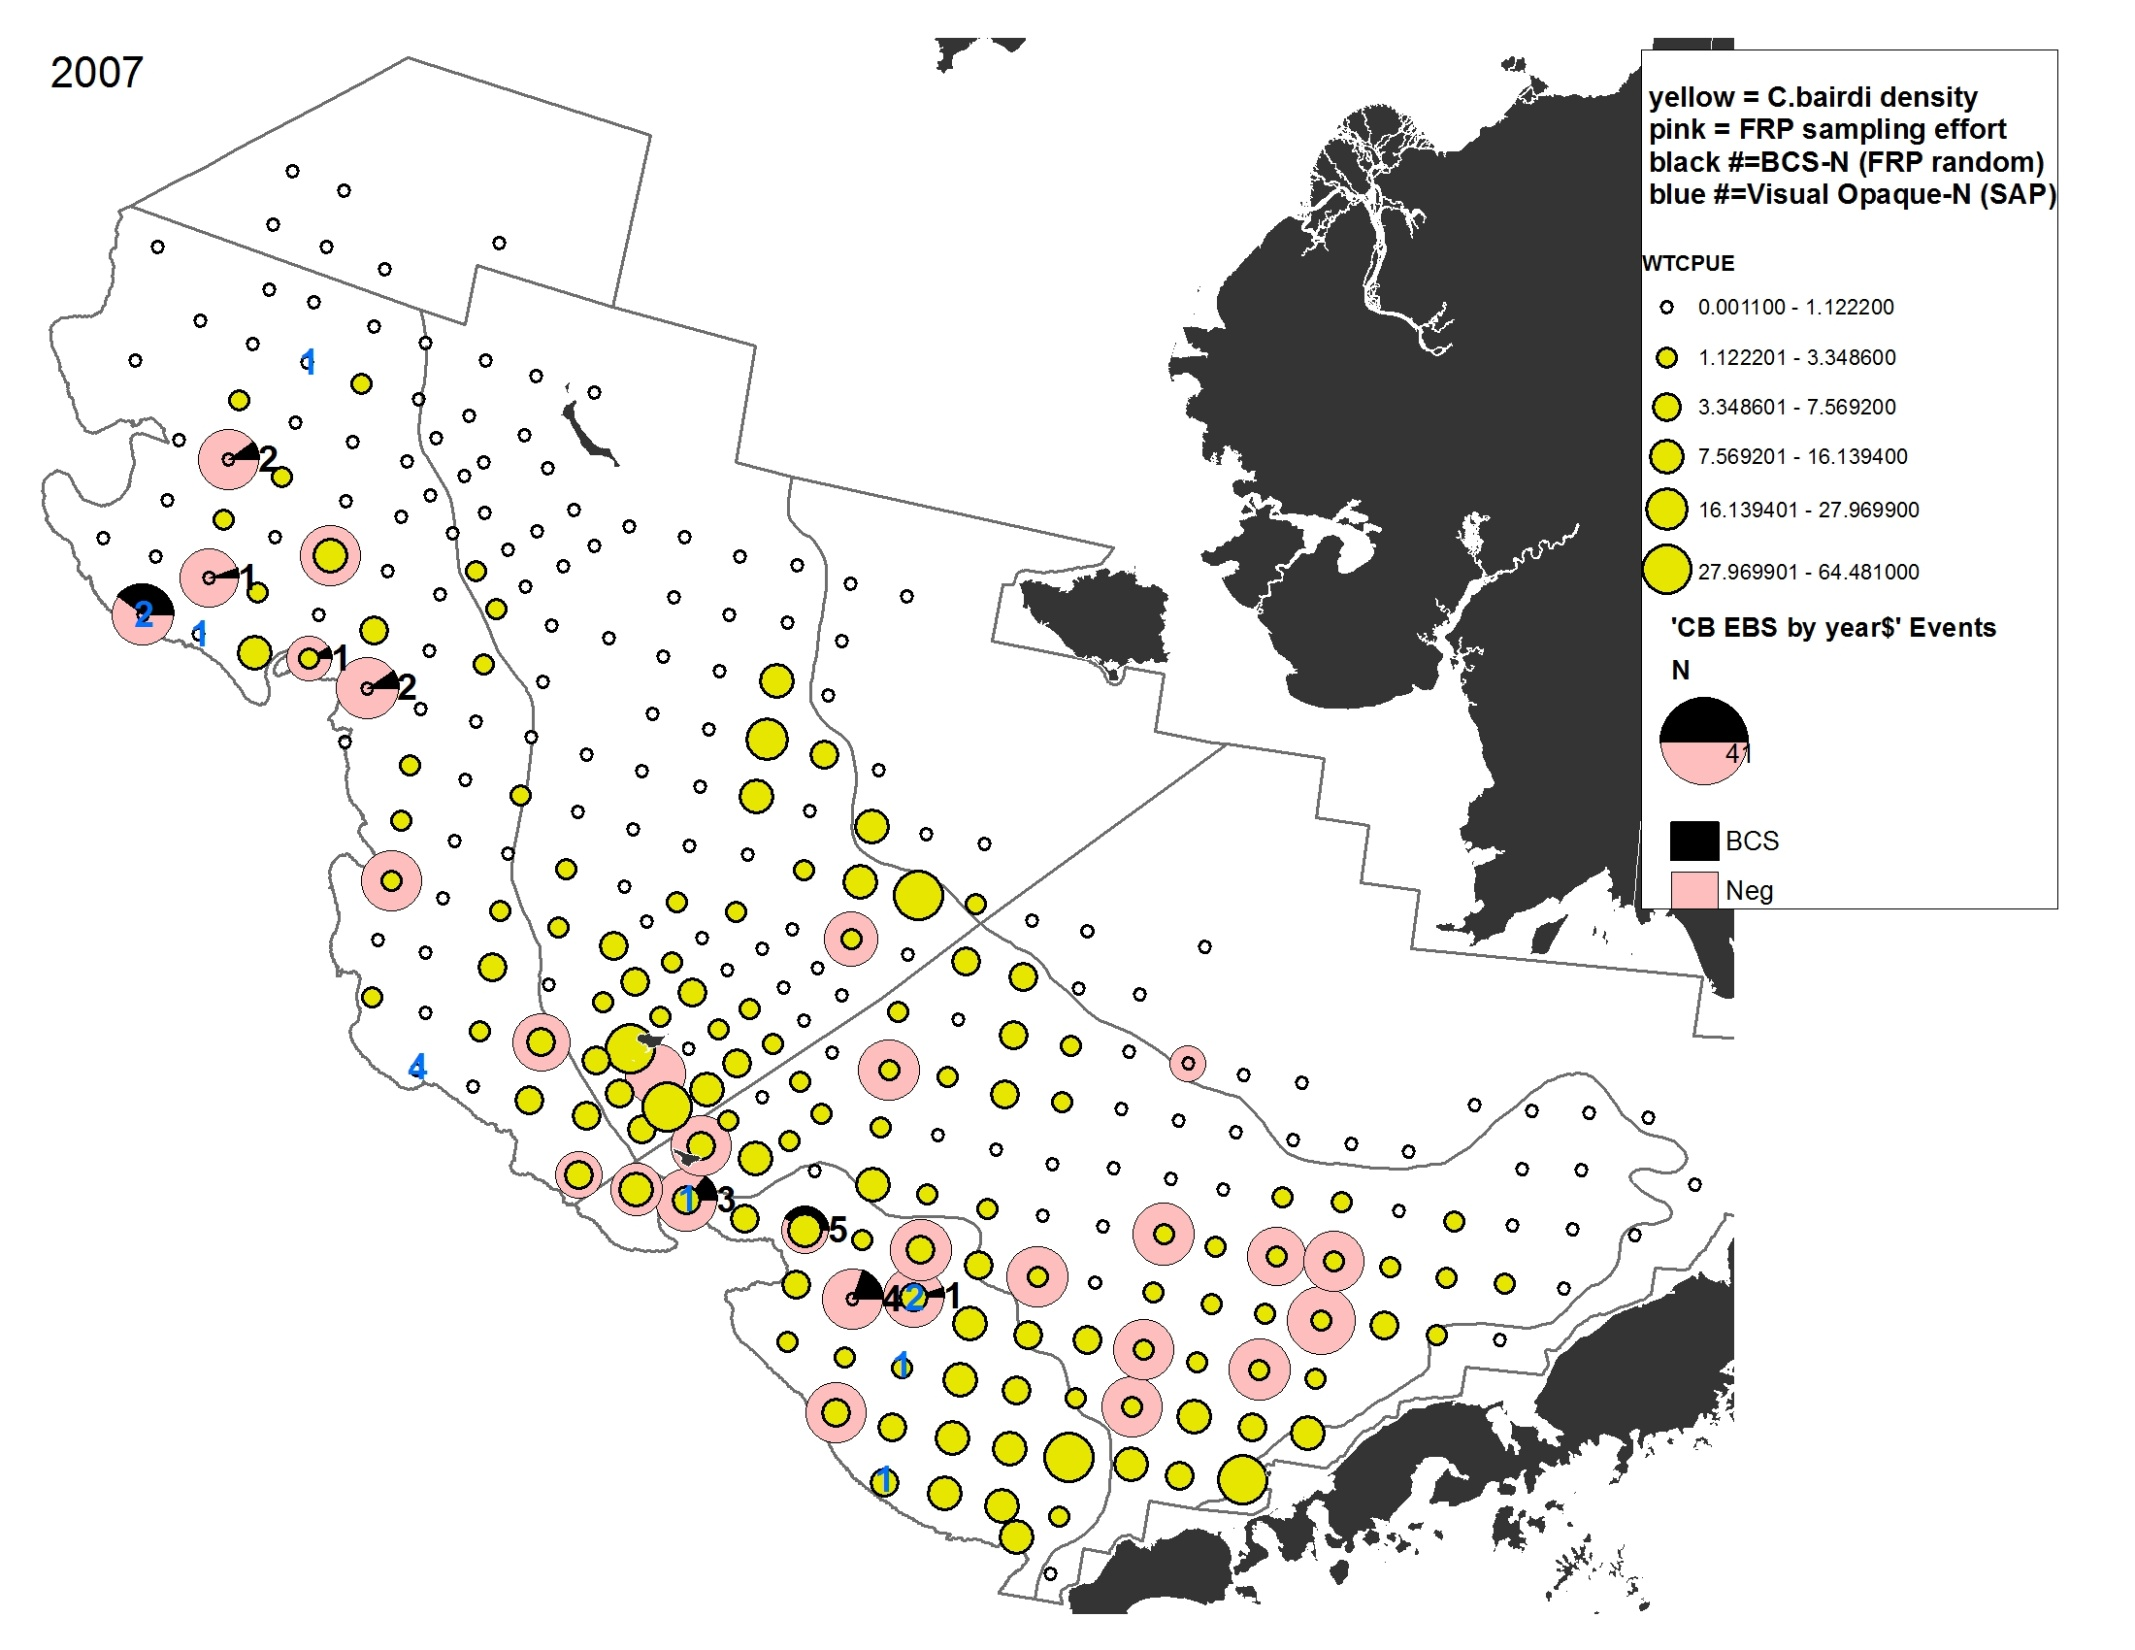 2007
yellow = C.bairdi density
pink = FRP sampling effort
black #=BCS-N (FRP random)
blue #=Visual Opaque-N (SAP)
WTCPUE
0.001100 - 1.122200
1.122201 - 3.348600
3.348601 - 7.569200
7.569201 - 16.139400
16.139401 - 27.969900
27.969901 - 64.481000
'CB EBS by year$' Events
N
41
BCS
Neg
1
2
1
2
1
1
2
4
1 3
5
4 2 1
1
1